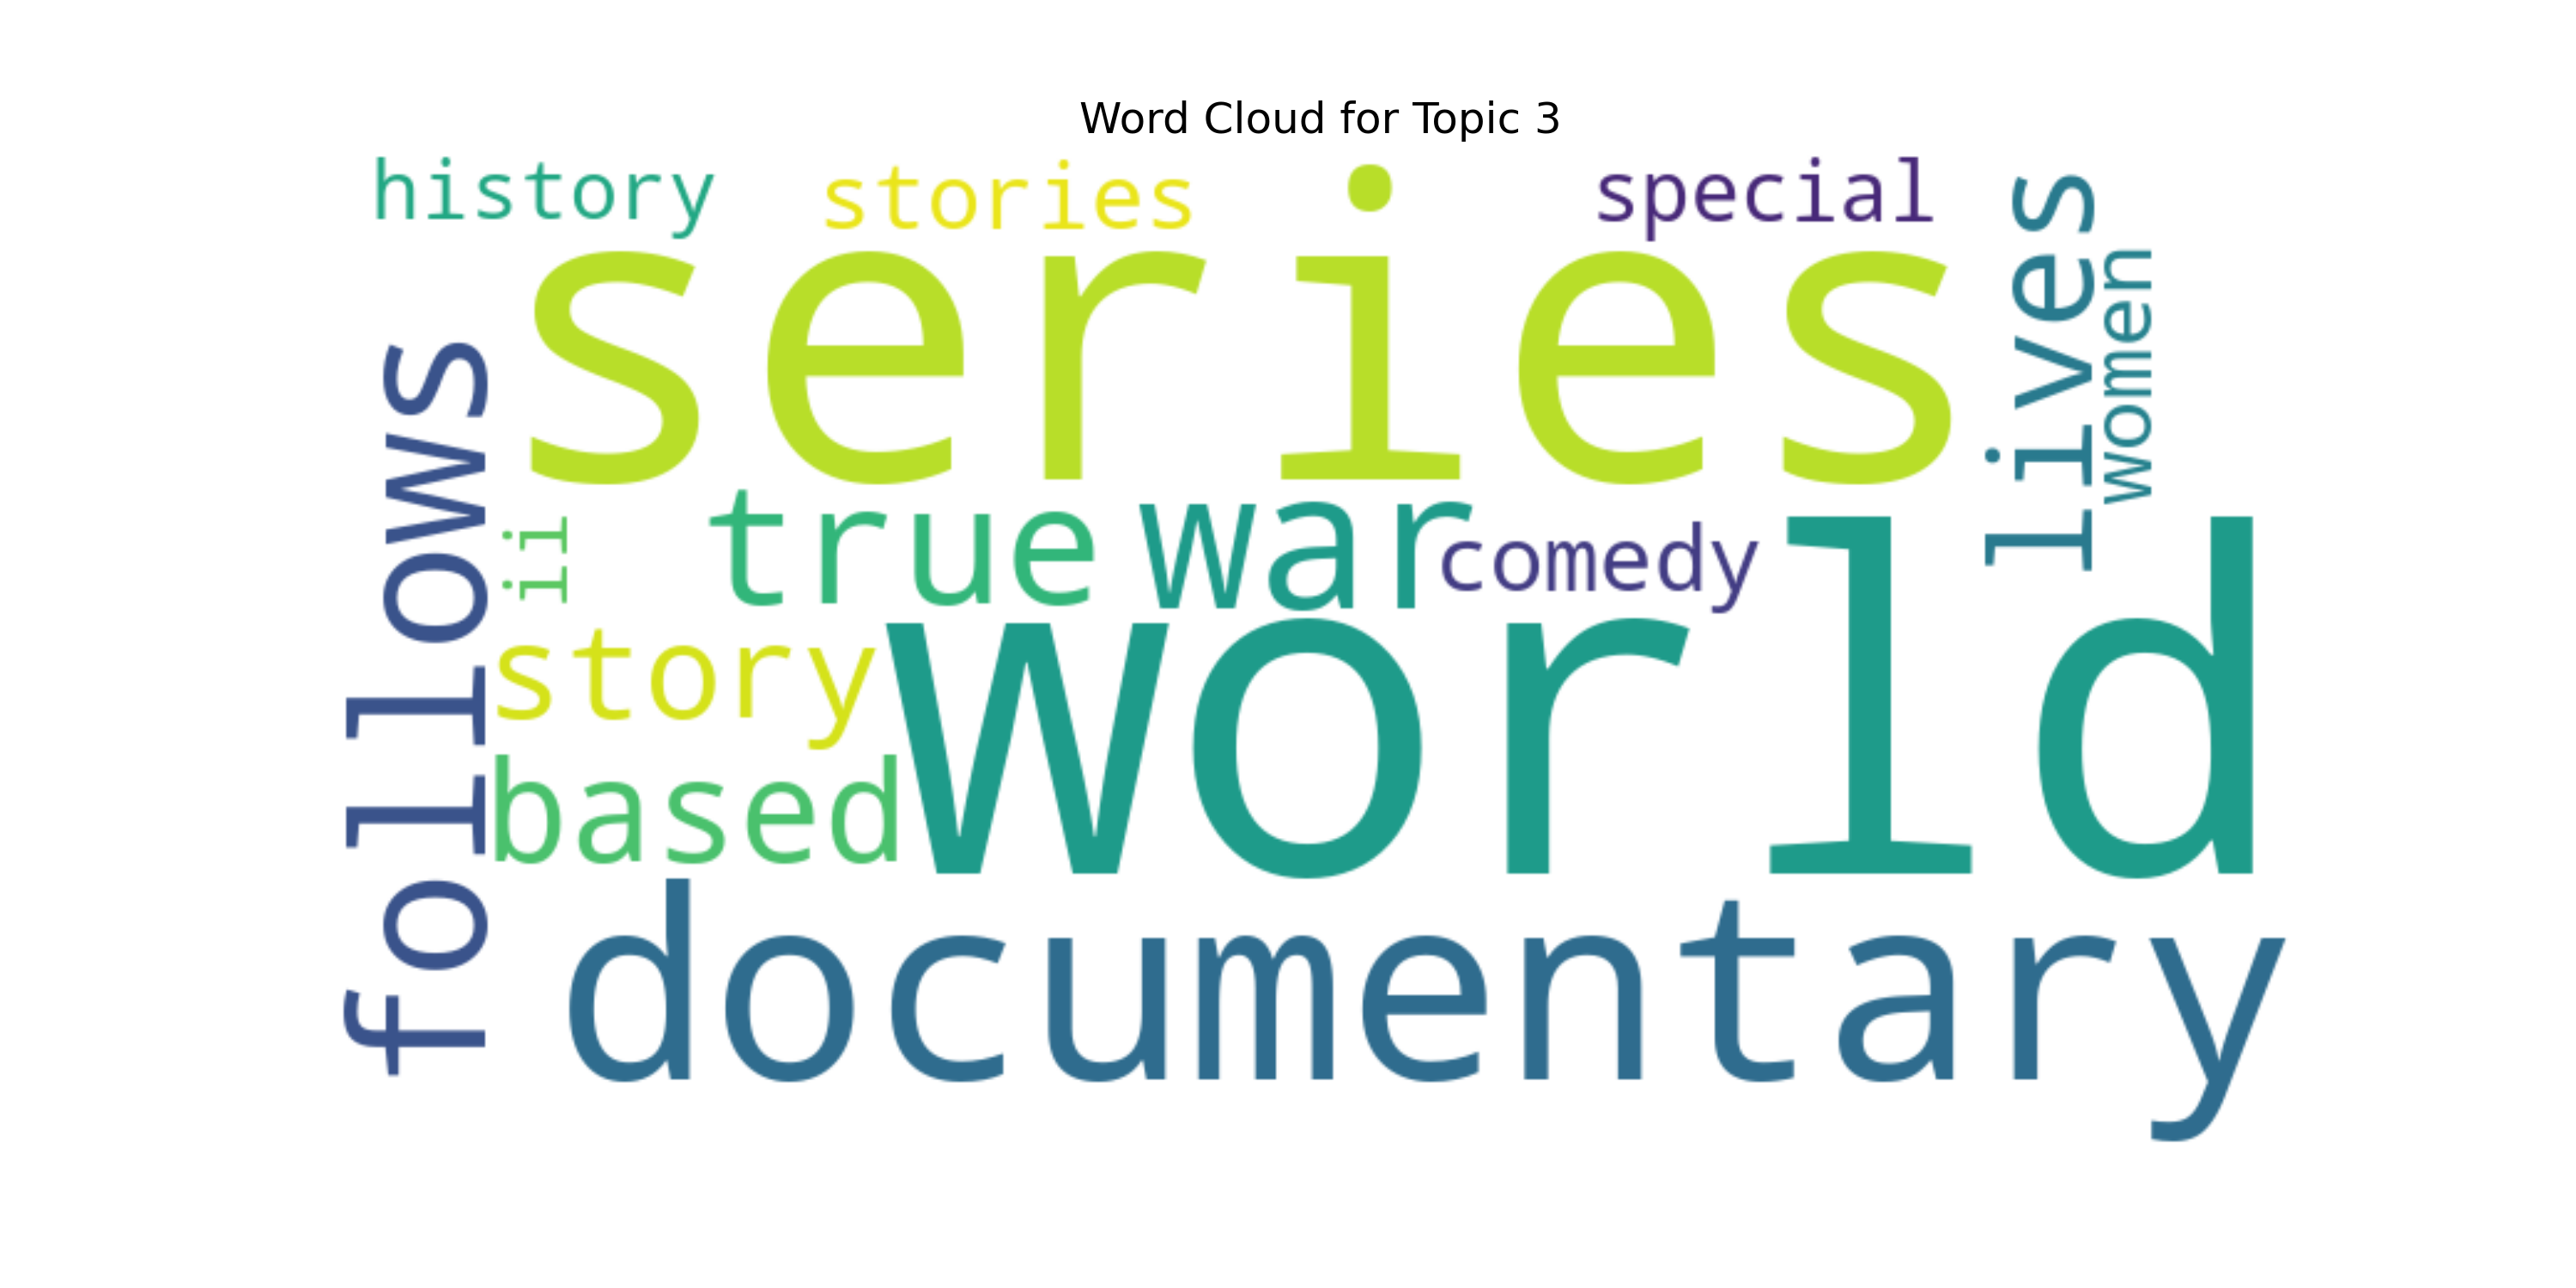 Word Cloud for Topic 3
history
stories
special
series
lives
women
follows
ii
true
war
comedy
story
world
based
documentary